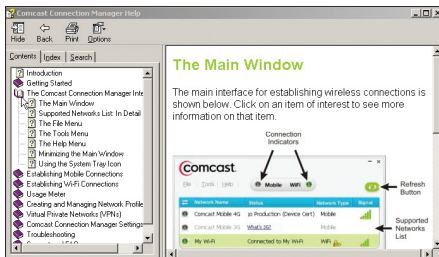 Comcast Connection Manager Help
Hide Back Print Options
Contents Index Search
Introduction
Getting Started
The Comcast Connection Manager Inte
The Main Window
Supported Networks List: In Detail
The File Menu
The Tools Menu
The Help Menu
Minimizing the Main Window
Using the System Tray Icon
Establishing Mobile Connections
Establishing Wi-Fi Connections
Usage Meter
Creating and Managing Network Profile
Virtual Private Networks (VPNs)
Comcast Connection Manager Settings
Troubleshooting
The Main Window
The main interface for establishing wireless connections is
shown below. Click on an item of interest to see more
information on that item.
Connection
Indicators
comcast
File Tools Help
Mobile WiFi
Refresh
Button
Network Name Status Network Type Signal
Comcast Mobile 4G to Production (Device Cert) Mobile
Comcast Mobile 3G What's 3G? Mobile
My Wi-Fi Connected to My Wi-Fi WiFi
Supported
Networks
List